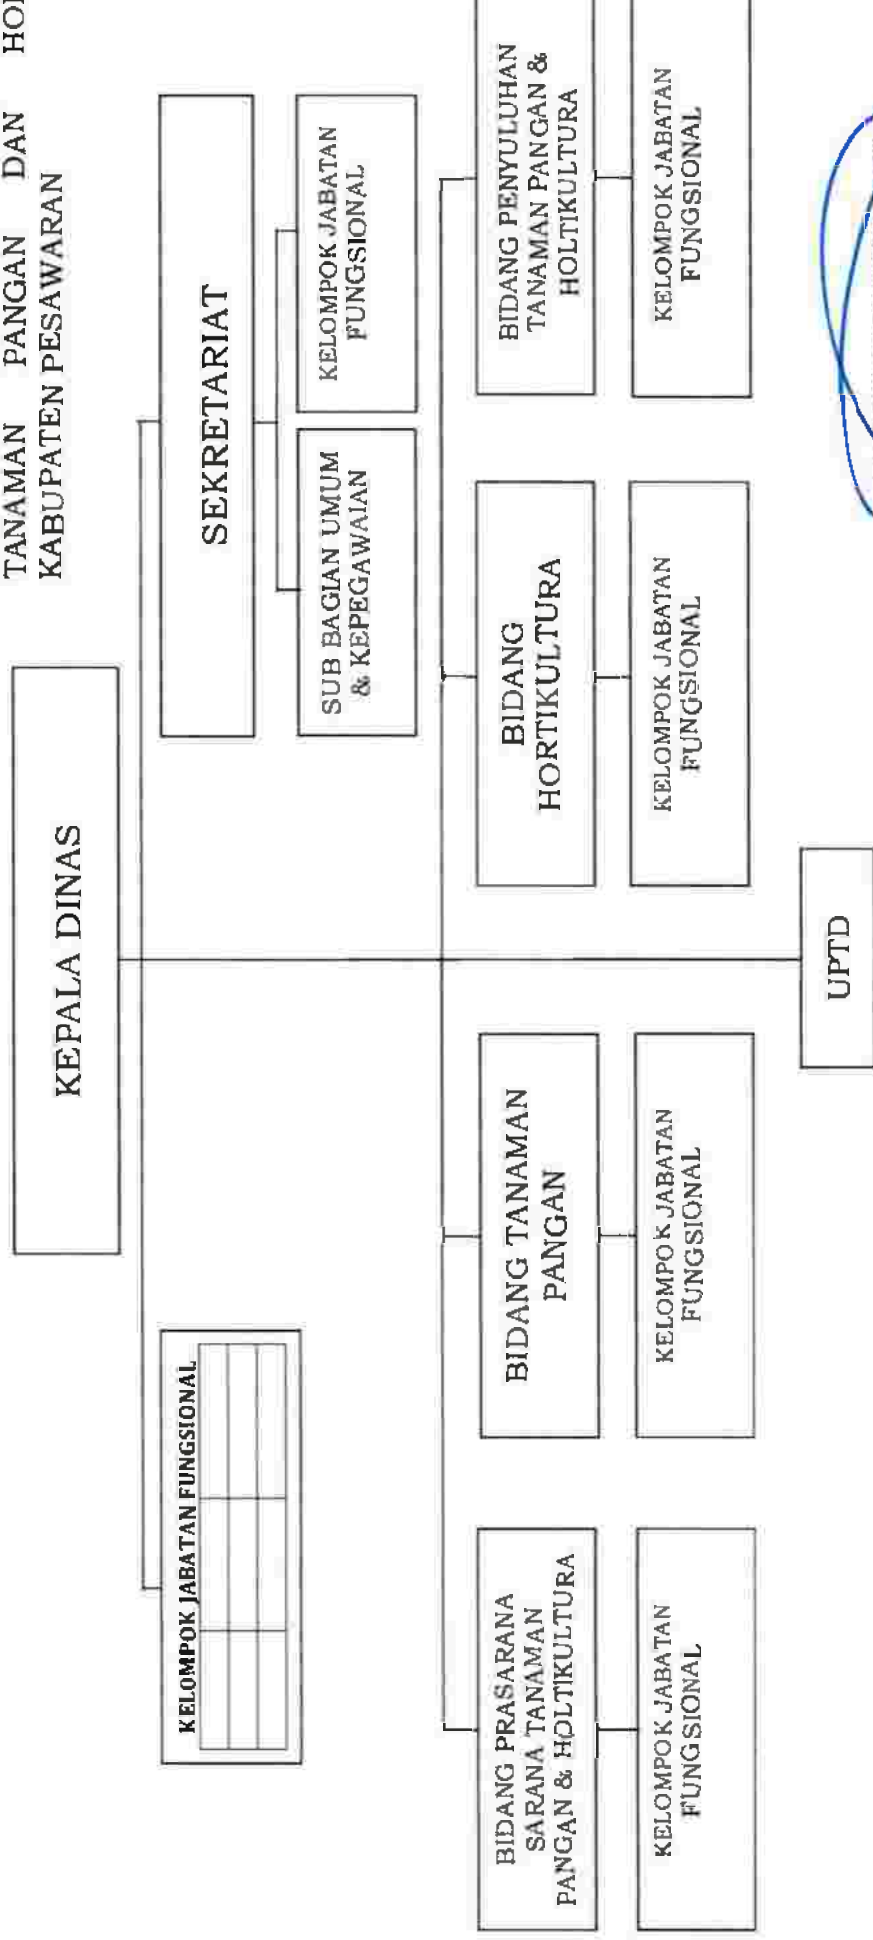 TANAMAN PANGAN DAN
KABUPATEN PESAWARAN
KEPALA DINAS
KELOMPOK JABATAN FUNGSIONAL
SEKRETARIAT
SUB BAGIAN UMUM
& KEPEGAWAIAN
KELOMPOK JABATAN
FUNGSIONAL
BIDANG PRASARANA
SARANA TANAMAN
PANGAN & HOLTIKULTURA
BIDANG TANAMAN
PANGAN
BIDANG
HORTIKULTURA
BIDANG PENYULUHAN
TANAMAN PANGAN &
HOLTIKULTURA
KELOMPOK JABATAN
FUNGSIONAL
KELOMPOK JABATAN
FUNGSIONAL
KELOMPOK JABATAN
FUNGSIONAL
KELOMPOK JABATAN
FUNGSIONAL
UPTD